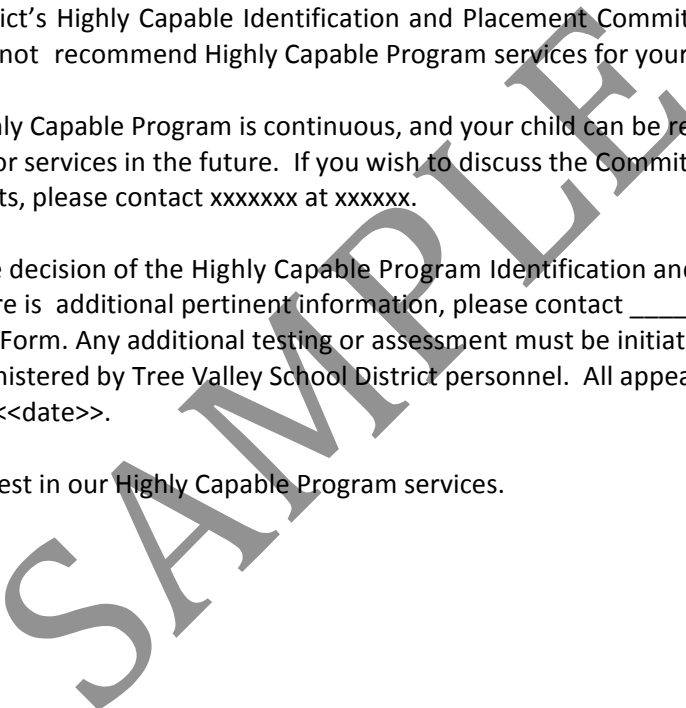 ict's Highly Capable Identification and Placement Commit
not  recommend Highly Capable Program services for your
ly Capable Program is continuous, and your child can be re
or services in the future.  If you wish to discuss the Commit
ts, please contact xxxxxxx at xxxxxx.
e decision of the Highly Capable Program Identification and
re is  additional pertinent information, please contact ____
Form. Any additional testing or assessment must be initiat
nistered by Tree Valley School District personnel.  All appea
<<date>>.
est in our Highly Capable Program services.
SAMPLE